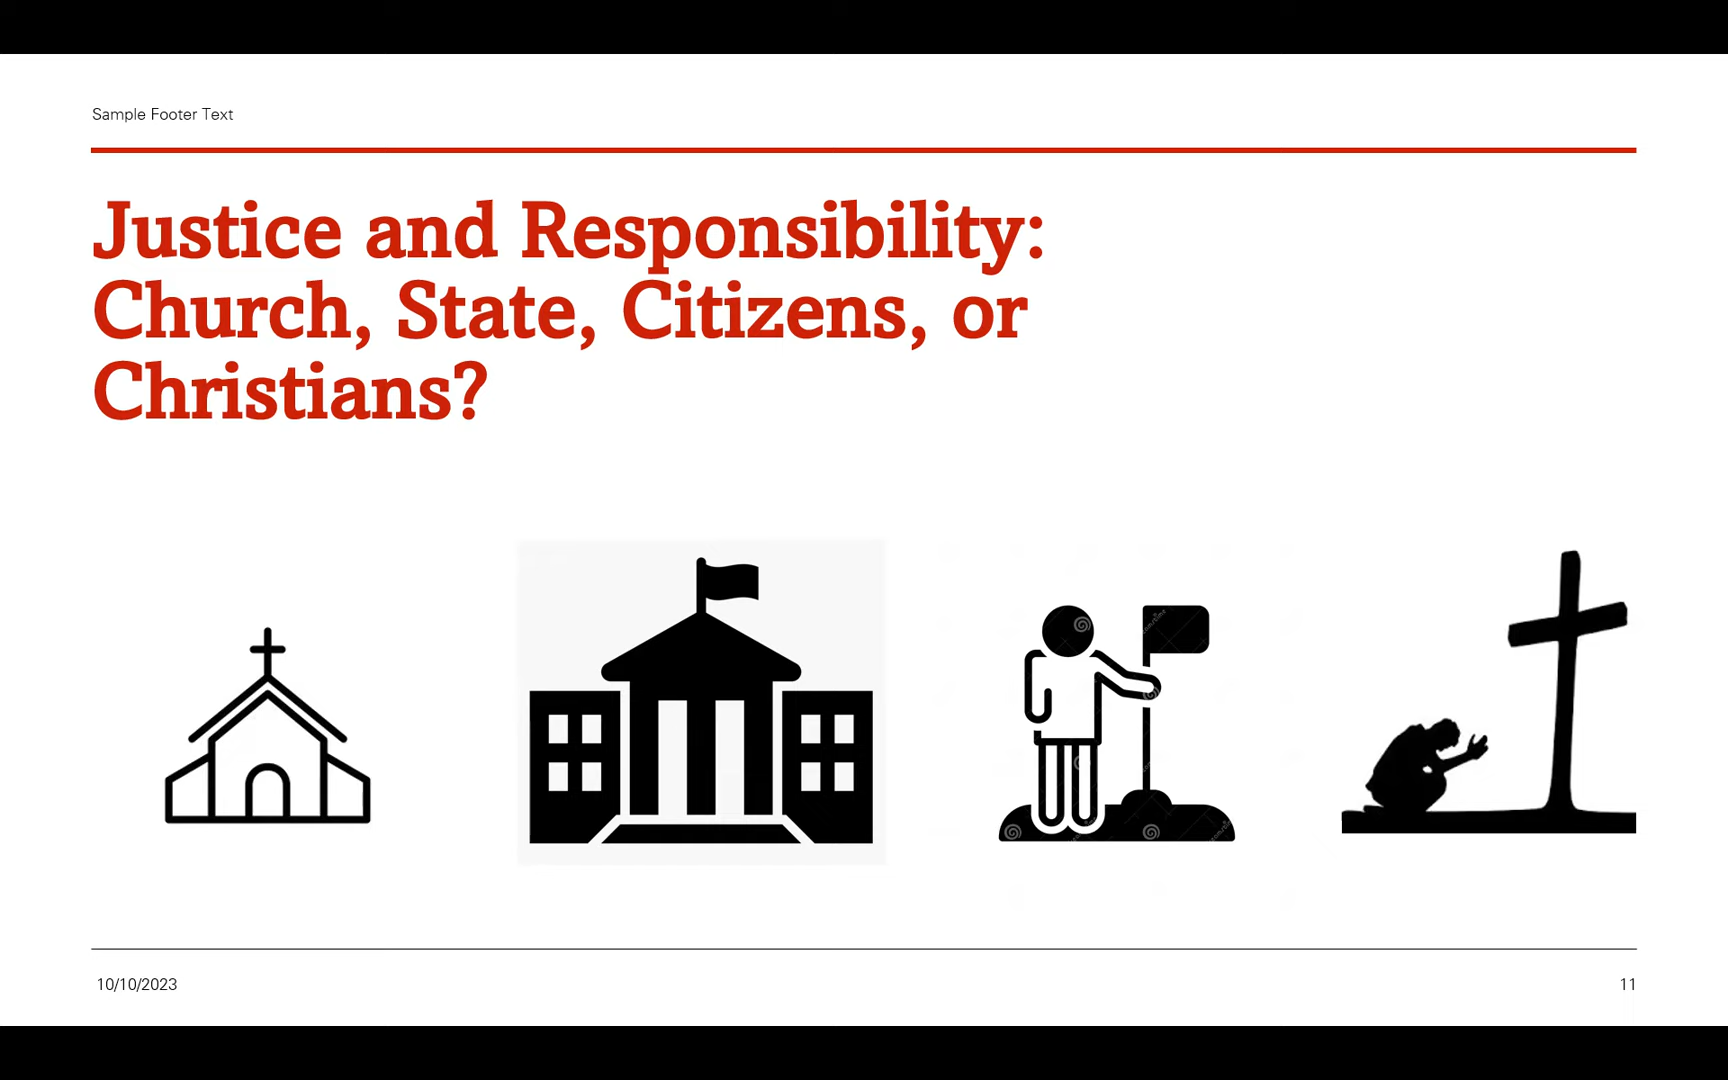 Sample Footer Text
Justice and Responsibility:
Church, State, Citizens, or
Christians?
10/10/2023
11